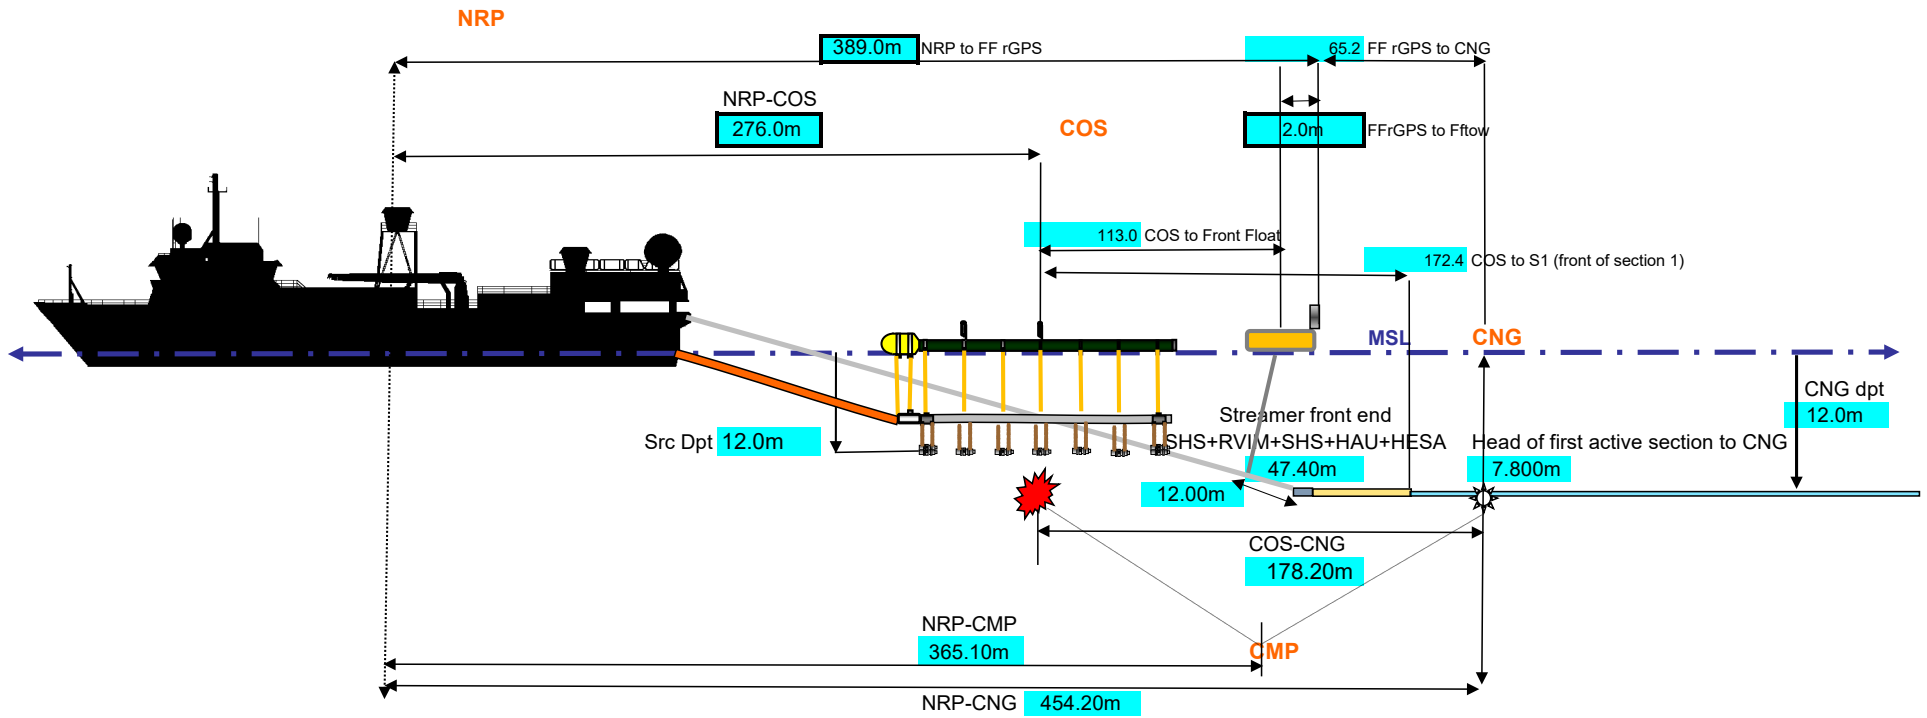 NRP
389.0m NRP to FF rGPS
65.2 FF rGPS to CNG
NRP-COS
276.0m
COS
2.0m FFrGPS to Fftow
113.0 COS to Front Float
172.4 COS to S1 (front of section 1)
MSL
CNG
CNG dpt
12.0m
Src Dpt 12.0m
Streamer front end
SHS+RVIM+SHS+HAU+HESA
47.40m
Head of first active section to CNG
7.800m
12.00m
COS-CNG
178.20m
NRP-CMP
365.10m
CMP
NRP-CNG 454.20m